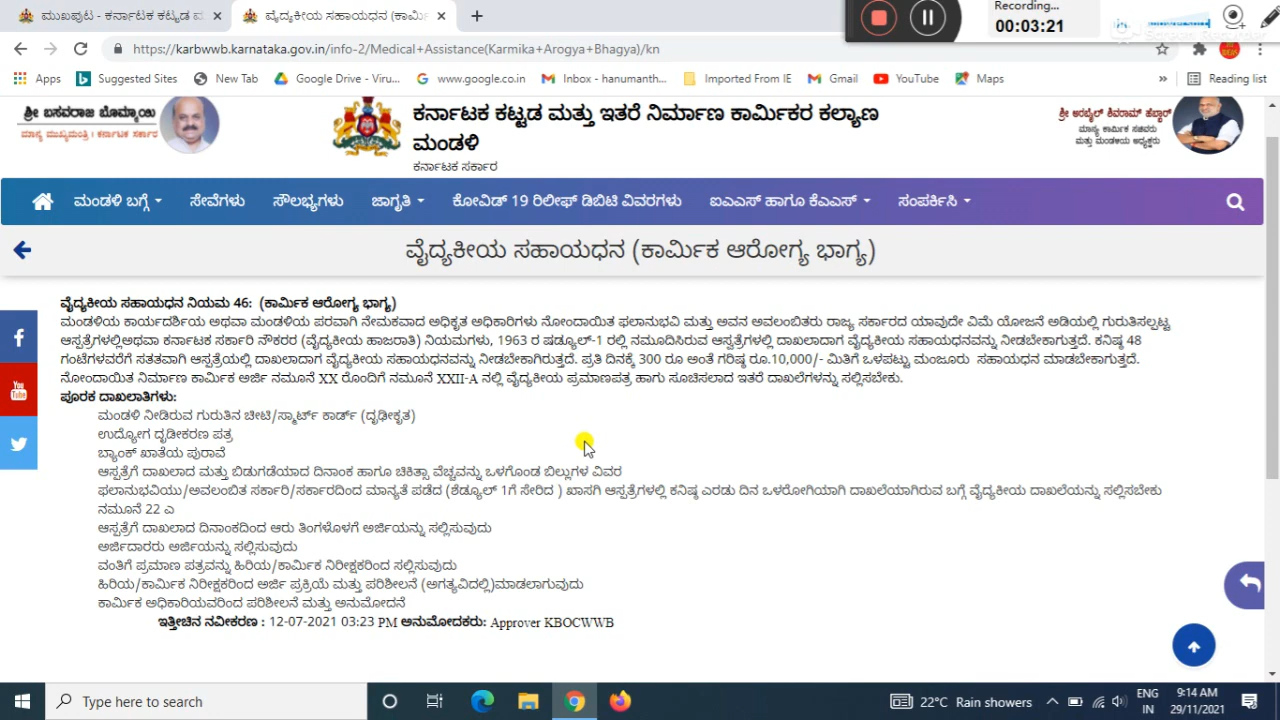 ಮುಖಪುಟ - ಕರ್ನಾಟಕ ಕಟ್ಟಡ ಮ
ವೈದ್ಯಕೀಯ ಸಹಾಯಧನ (ಕಾರ್ಮಿ
Recording...
00:03:21
https://karbwwb.karnataka.gov.in/info-2/Medical+Assistance(Karmika+Arogya+Bhagya)/kn
Apps
Suggested Sites
New Tab
Google Drive - Viru...
www.google.co.in
Inbox - hanumanth...
Imported From IE
Gmail
YouTube
Maps
»
Reading list
ಶ್ರೀ ಬಸವರಾಜ ಬೊಮ್ಮಾಯಿ
ಮಾನ್ಯ ಮುಖ್ಯಮಂತ್ರಿ ಕರ್ನಾಟಕ ಸರ್ಕಾರ
ಕರ್ನಾಟಕ ಕಟ್ಟಡ ಮತ್ತು ಇತರೆ ನಿರ್ಮಾಣ ಕಾರ್ಮಿಕರ ಕಲ್ಯಾಣ
ಮಂಡಳಿ
ಕರ್ನಾಟಕ ಸರ್ಕಾರ
ಶ್ರೀ ಅರಬೈಲ್ ಶಿವರಾಮ್ ಹೆಬ್ಬಾರ್
ಮಾನ್ಯ ಕಾರ್ಮಿಕ ಸಚಿವರು
ಮತ್ತು ಮಂಡಳಿಯ ಅಧ್ಯಕ್ಷರು
ಮಂಡಳಿ ಬಗ್ಗೆ
ಸೇವೆಗಳು
ಸೌಲಭ್ಯಗಳು
ಜಾಗೃತಿ
ಕೋವಿಡ್ 19 ರಿಲೀಫ್ ಡಿಬಿಟಿ ವಿವರಗಳು
ಐಎಎಸ್ ಹಾಗೂ ಕೆಎಎಸ್
ಸಂಪರ್ಕಿಸಿ
ವೈದ್ಯಕೀಯ ಸಹಾಯಧನ (ಕಾರ್ಮಿಕ ಆರೋಗ್ಯ ಭಾಗ್ಯ)
ವೈದ್ಯಕೀಯ ಸಹಾಯಧನ ನಿಯಮ 46: (ಕಾರ್ಮಿಕ ಆರೋಗ್ಯ ಭಾಗ್ಯ)
ಮಂಡಳಿಯ ಕಾರ್ಯದರ್ಶಿಯ ಅಥವಾ ಮಂಡಳಿಯ ಪರವಾಗಿ ನೇಮಕವಾದ ಅಧಿಕೃತ ಅಧಿಕಾರಿಗಳು ನೋಂದಾಯಿತ ಫಲಾನುಭವಿ ಮತ್ತು ಅವನ ಅವಲಂಬಿತರು ರಾಜ್ಯ ಸರ್ಕಾರದ ಯಾವುದೇ ವಿಮೆ ಯೋಜನೆ ಅಡಿಯಲ್ಲಿ ಗುರುತಿಸಲ್ಪಟ್ಟ
ಆಸ್ಪತ್ರೆಗಳಲ್ಲಿಅಥವಾ ಕರ್ನಾಟಕ ಸರ್ಕಾರಿ ನೌಕರರ (ವೈದ್ಯಕೀಯ ಹಾಜರಾತಿ) ನಿಯಮಗಳು, 1963 ರ ಷಡ್ಯೂಲ್-1 ರಲ್ಲಿ ನಮೂದಿಸಿರುವ ಆಸ್ಪತ್ರೆಗಳಲ್ಲಿ ದಾಖಲಾದಾಗ ವೈದ್ಯಕೀಯ ಸಹಾಯಧನವನ್ನು ನೀಡಬೇಕಾಗುತ್ತದೆ. ಕನಿಷ್ಠ 48
ಗಂಟೆಗಳವರೆಗೆ ಸತತವಾಗಿ ಆಸ್ಪತ್ರೆಯಲ್ಲಿ ದಾಖಲಾದಾಗ ವೈದ್ಯಕೀಯ ಸಹಾಯಧನವನ್ನು ನೀಡಬೇಕಾಗಿರುತ್ತದೆ. ಪ್ರತಿ ದಿನಕ್ಕೆ 300 ರೂ ಅಂತೆ ಗರಿಷ್ಠ ರೂ.10,000/- ಮಿತಿಗೆ ಒಳಪಟ್ಟು ಮಂಜೂರು ಸಹಾಯಧನ ಮಾಡಬೇಕಾಗುತ್ತದೆ.
ನೋಂದಾಯಿತ ನಿರ್ಮಾಣ ಕಾರ್ಮಿಕ ಅರ್ಜಿ ನಮೂನೆ XX ರೊಂದಿಗೆ ನಮೂನೆ XXII-A ನಲ್ಲಿ ವೈದ್ಯಕೀಯ ಪ್ರಮಾಣಪತ್ರ ಹಾಗು ಸೂಚಿಸಲಾದ ಇತರೆ ದಾಖಲೆಗಳನ್ನು ಸಲ್ಲಿಸಬೇಕು.
ಪೂರಕ ದಾಖಲಾತಿಗಳು:
ಮಂಡಳಿ ನೀಡಿರುವ ಗುರುತಿನ ಚೀಟಿ/ಸ್ಮಾರ್ಟ್ ಕಾರ್ಡ್ (ದೃಢೀಕೃತ)
ಉದ್ಯೋಗ ದೃಢೀಕರಣ ಪತ್ರ
ಬ್ಯಾಂಕ್ ಖಾತೆಯ ಪುರಾವೆ
ಆಸ್ಪತ್ರೆಗೆ ದಾಖಲಾದ ಮತ್ತು ಬಿಡುಗಡೆಯಾದ ದಿನಾಂಕ ಹಾಗೂ ಚಿಕಿತ್ಸಾ ವೆಚ್ಚವನ್ನು ಒಳಗೊಂಡ ಬಿಲ್ಲುಗಳ ವಿವರ
ಫಲಾನುಭವಿಯು/ಅವಲಂಬಿತ ಸರ್ಕಾರಿ/ಸರ್ಕಾರದಿಂದ ಮಾನ್ಯತೆ ಪಡೆದ (ಶೆಡ್ಯೂಲ್ 1ಗೆ ಸೇರಿದ ) ಖಾಸಗಿ ಆಸ್ಪತ್ರೆಗಳಲ್ಲಿ ಕನಿಷ್ಠ ಎರಡು ದಿನ ಒಳರೋಗಿಯಾಗಿ ದಾಖಲೆಯಾಗಿರುವ ಬಗ್ಗೆ ವೈದ್ಯಕೀಯ ದಾಖಲೆಯನ್ನು ಸಲ್ಲಿಸಬೇಕು
ನಮೂನೆ 22 ಎ
ಆಸ್ಪತ್ರೆಗೆ ದಾಖಲಾದ ದಿನಾಂಕದಿಂದ ಆರು ತಿಂಗಳೊಳಗೆ ಅರ್ಜಿಯನ್ನು ಸಲ್ಲಿಸುವುದು
ಅರ್ಜಿದಾರರು ಅರ್ಜಿಯನ್ನು ಸಲ್ಲಿಸುವುದು
ವಂತಿಗೆ ಪ್ರಮಾಣ ಪತ್ರವನ್ನು ಹಿರಿಯ/ಕಾರ್ಮಿಕ ನಿರೀಕ್ಷಕರಿಂದ ಸಲ್ಲಿಸುವುದು
ಹಿರಿಯ/ಕಾರ್ಮಿಕ ನಿರೀಕ್ಷಕರಿಂದ ಅರ್ಜಿ ಪ್ರಕ್ರಿಯೆ ಮತ್ತು ಪರಿಶೀಲನೆ (ಅಗತ್ಯವಿದಲ್ಲಿ)ಮಾಡಲಾಗುವುದು
ಕಾರ್ಮಿಕ ಅಧಿಕಾರಿಯವರಿಂದ ಪರಿಶೀಲನೆ ಮತ್ತು ಅನುಮೋದನೆ
ಇತ್ತೀಚಿನ ನವೀಕರಣ : 12-07-2021 03:23 PM ಅನುಮೋದಕರು: Approver KBOCWWB
Type here to search
22°C Rain showers
ENG
IN
9:14 AM
29/11/2021